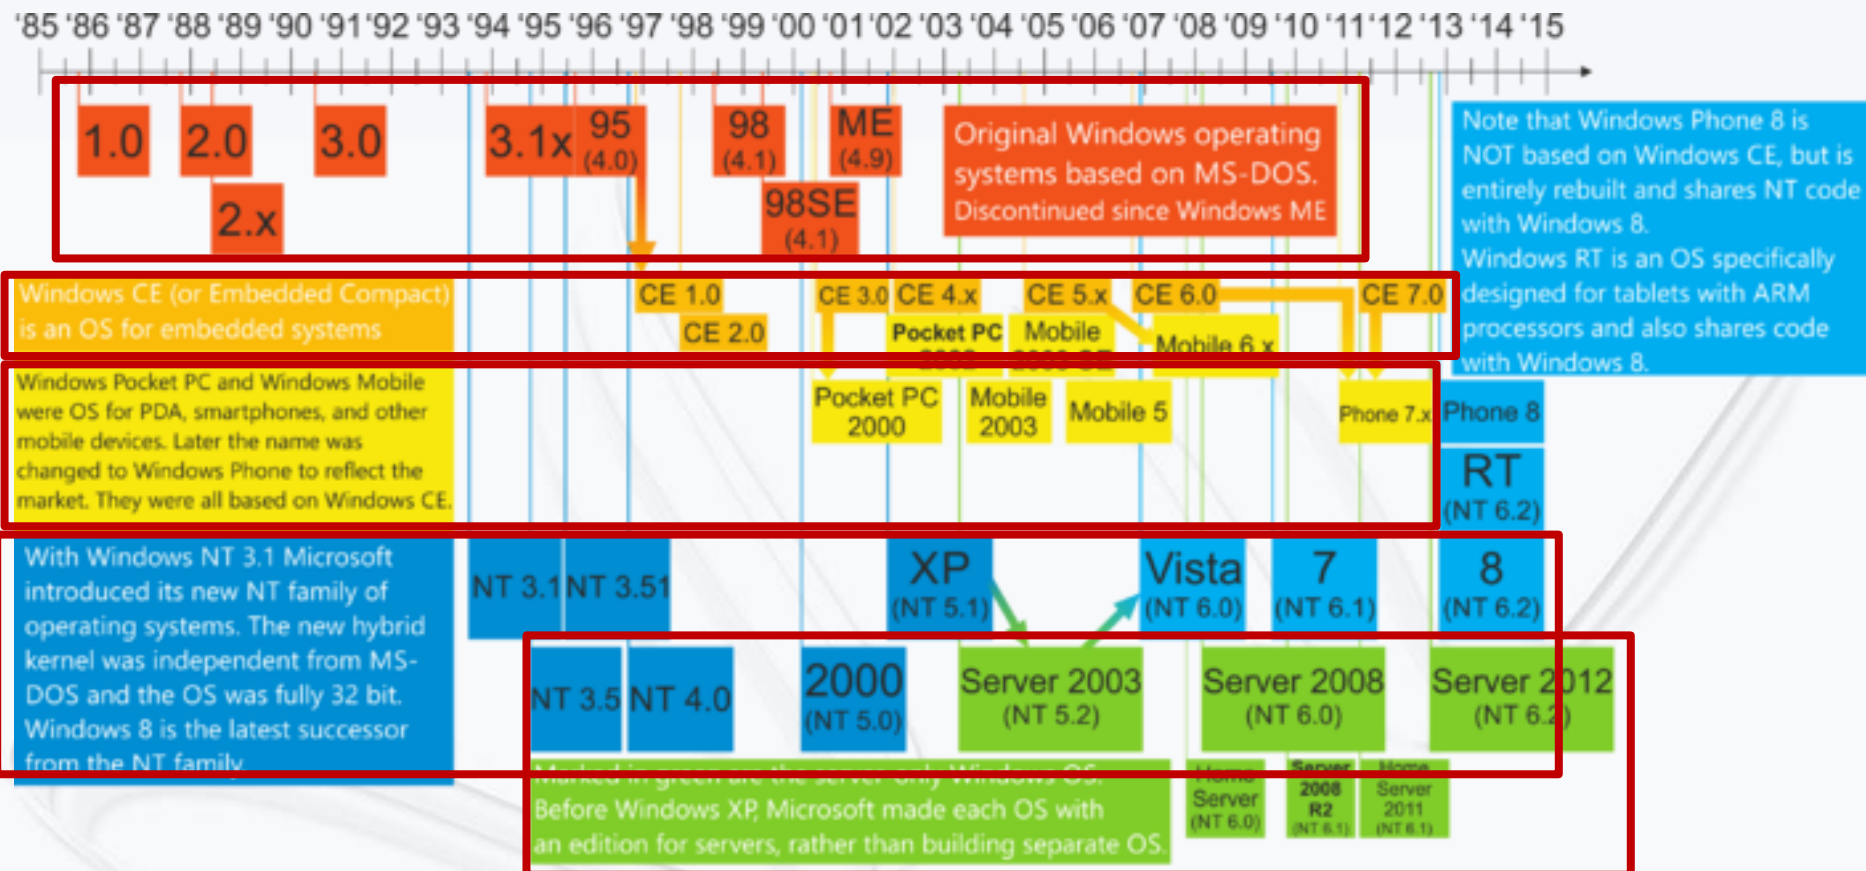 ‘85 ‘86 ‘87 ‘88 ‘89 ‘90 ‘91 ‘92 ‘93 ‘94 ‘95 ‘96 ‘97 ‘98 ‘99 ‘00 ‘01 ‘02 ‘03 ‘04 ‘05 ‘06 ‘07 ‘08 ‘09 ‘10 ‘11 ‘12 ‘13 ‘14 ‘15
1.0
2.0
2.x
3.0
3.1x
95
(4.0)
98
(4.1)
98SE
(4.1)
ME
(4.9)
Original Windows operating
systems based on MS-DOS.
Discontinued since Windows ME
Note that Windows Phone 8 is
NOT based on Windows CE, but is
entirely rebuilt and shares NT code
with Windows 8.
Windows RT is an OS specifically
designed for tablets with ARM
processors and also shares code
with Windows 8.
Windows CE (or Embedded Compact)
is an OS for embedded systems
CE 1.0
CE 2.0
CE 3.0
CE 4.x
CE 5.x
CE 6.0
CE 7.0
Pocket PC
2002
Mobile
2003 SE
Mobile 6.x
Windows Pocket PC and Windows Mobile
were OS for PDA, smartphones, and other
mobile devices. Later the name was
changed to Windows Phone to reflect the
market. They were all based on Windows CE.
Pocket PC
2000
Mobile
2003
Mobile 5
Phone 7.x
Phone 8
RT
(NT 6.2)
With Windows NT 3.1 Microsoft
introduced its new NT family of
operating systems. The new hybrid
kernel was independent from MS-
DOS and the OS was fully 32 bit.
Windows 8 is the latest successor
from the NT family.
NT 3.1
NT 3.51
XP
(NT 5.1)
Vista
(NT 6.0)
7
(NT 6.1)
8
(NT 6.2)
NT 3.5
NT 4.0
2000
(NT 5.0)
Server 2003
(NT 5.2)
Server 2008
(NT 6.0)
Server 2012
(NT 6.2)
Marked in green are the server-only Windows OS.
Before Windows XP, Microsoft made each OS with
an edition for servers, rather than building separate OS.
Home
Server
(NT 6.0)
Server
2008
R2
(NT 6.1)
Home
Server
2011
(NT 6.1)